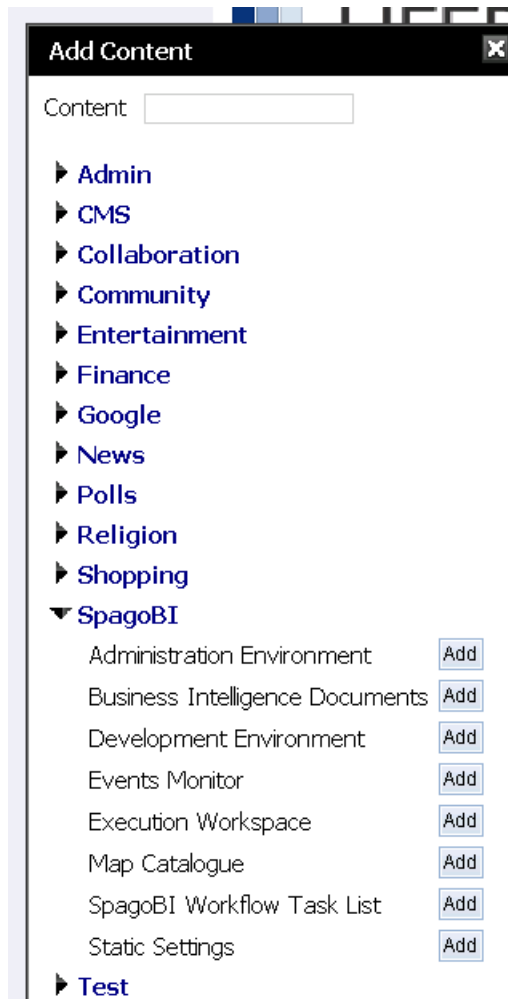 Add Content
Content
Admin
CMS
Collaboration
Community
Entertainment
Finance
Google
News
Polls
Religion
Shopping
SpagoBI
Administration Environment Add
Business Intelligence Documents Add
Development Environment Add
Events Monitor Add
Execution Workspace Add
Map Catalogue Add
SpagoBI Workflow Task List Add
Static Settings Add
Test